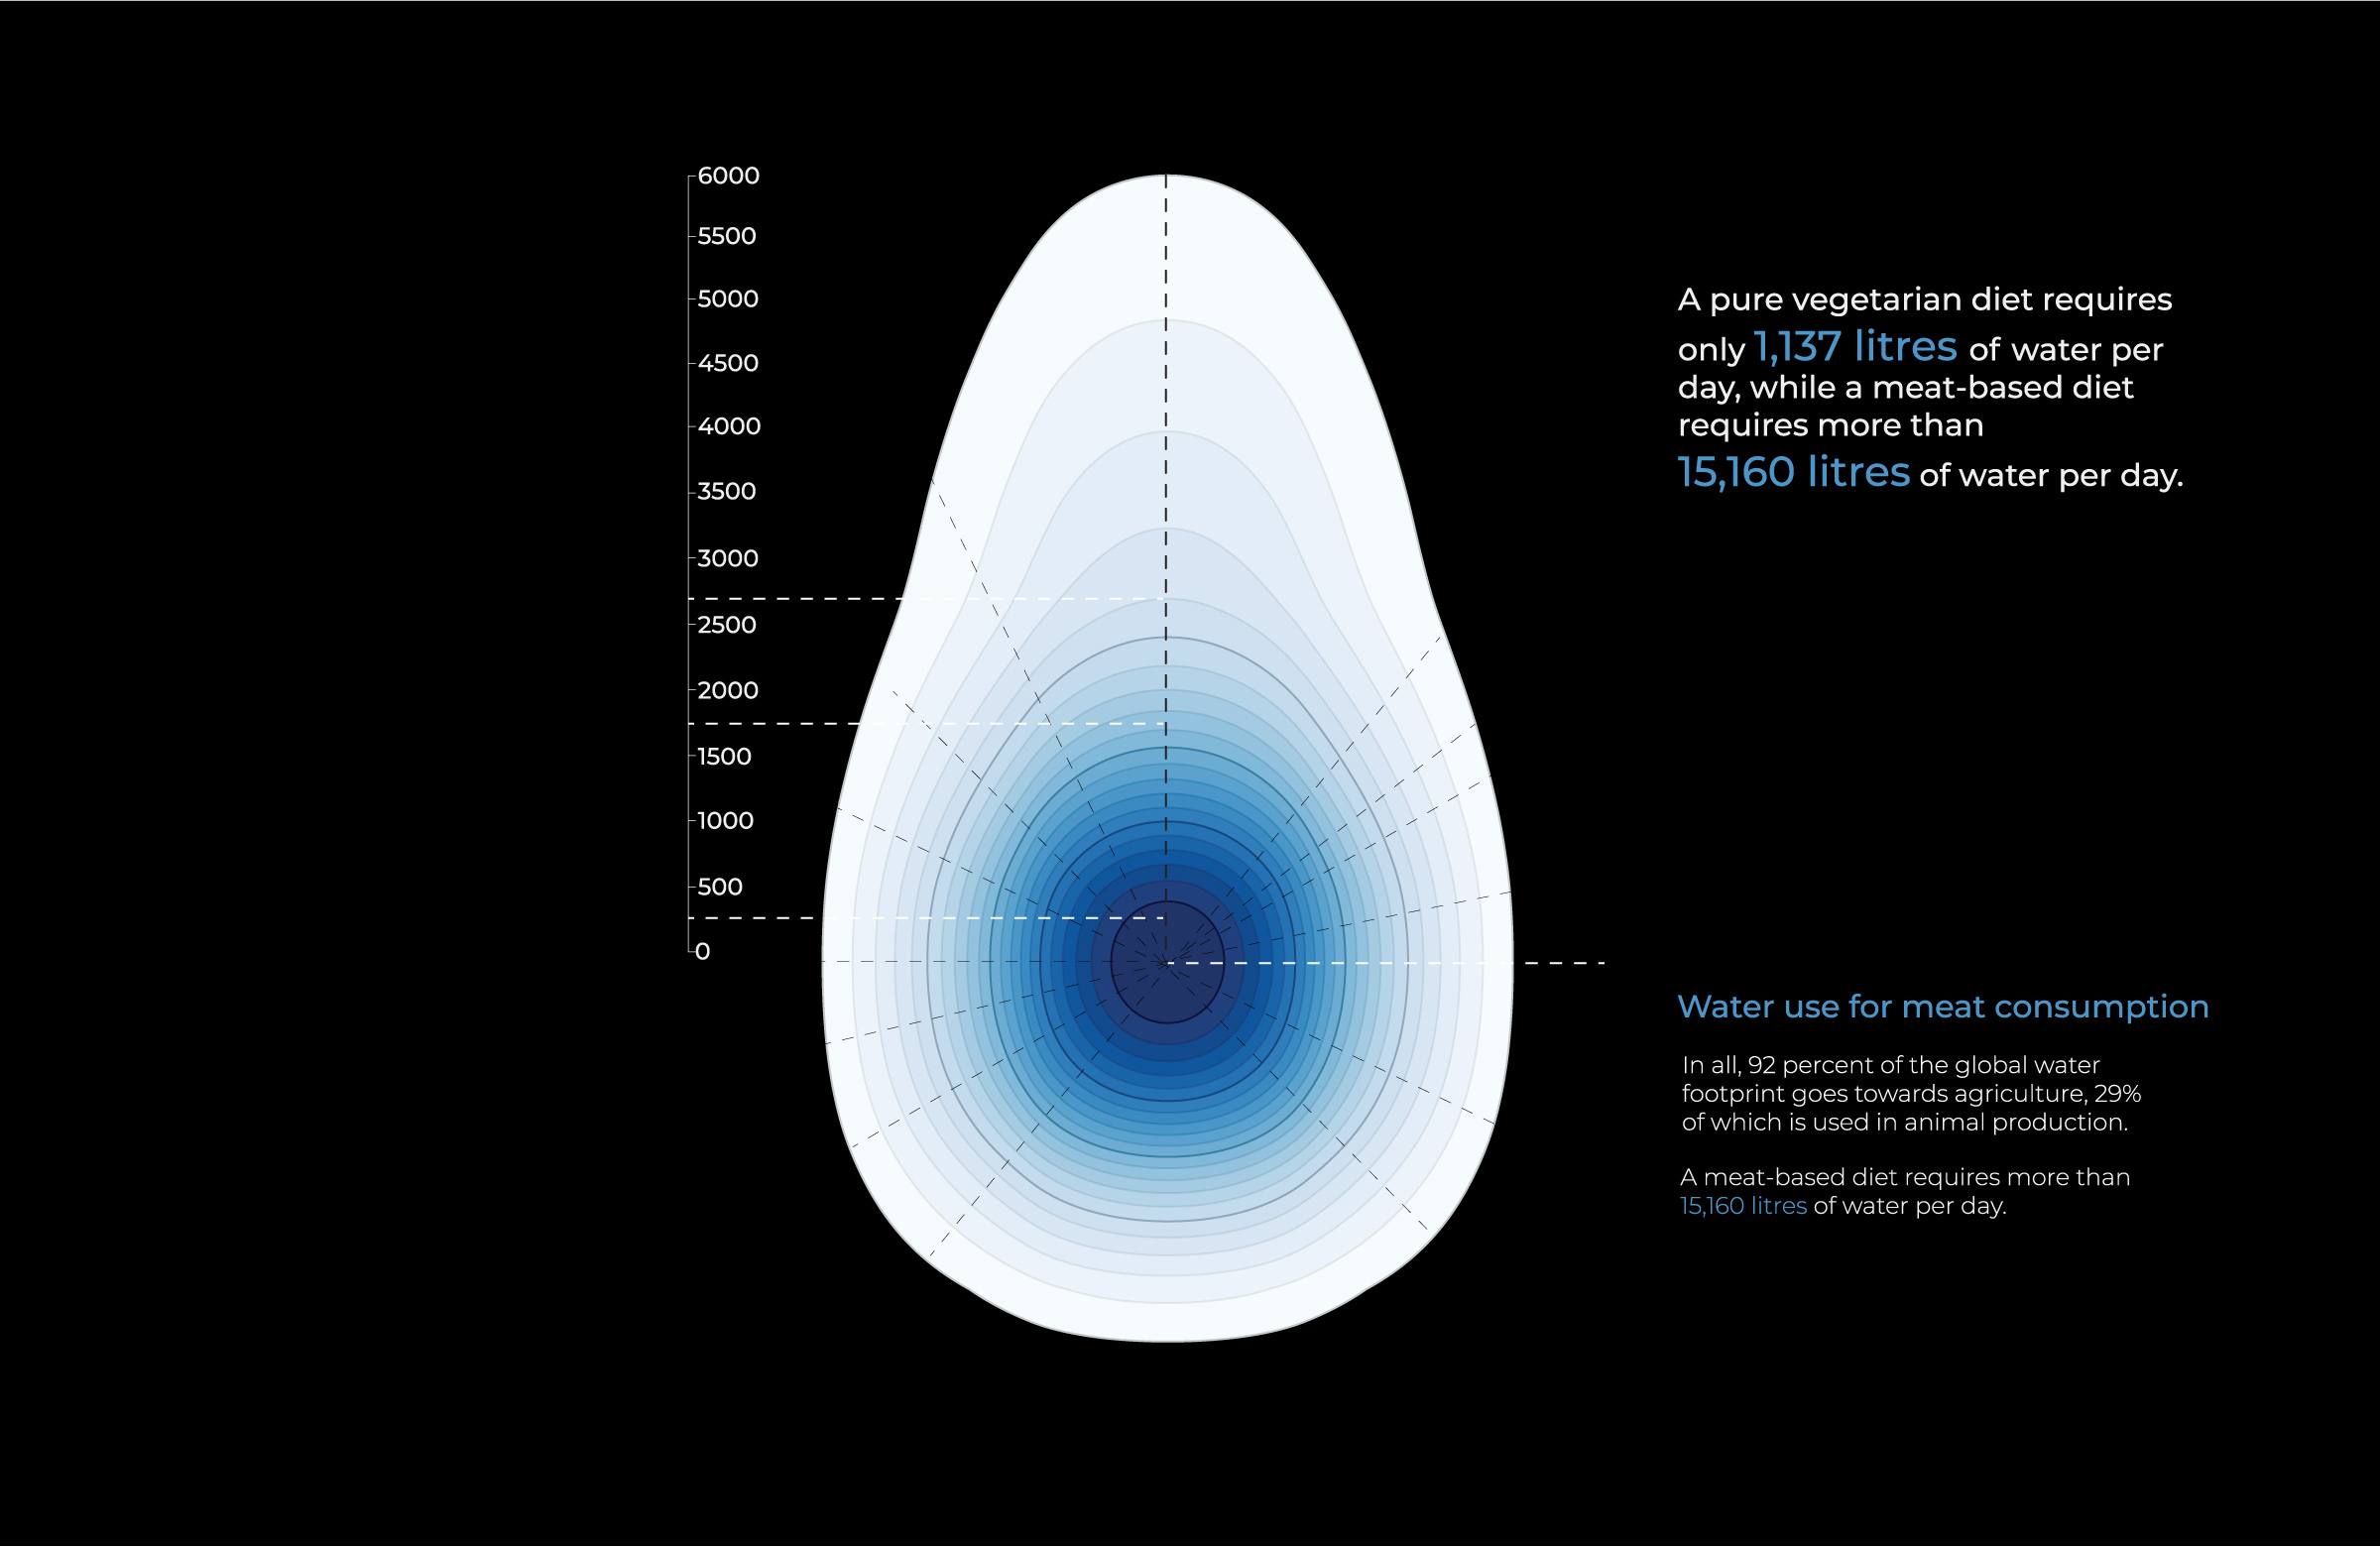 6000
5500
5000
4500
4000
3500
3000
2500
2000
1500
1000
500
0
A pure vegetarian diet requires
only 1,137 litres of water per
day, while a meat-based diet
requires more than
15,160 litres of water per day.
Water use for meat consumption
In all, 92 percent of the global water
footprint goes towards agriculture, 29%
of which is used in animal production.
A meat-based diet requires more than
15,160 litres of water per day.